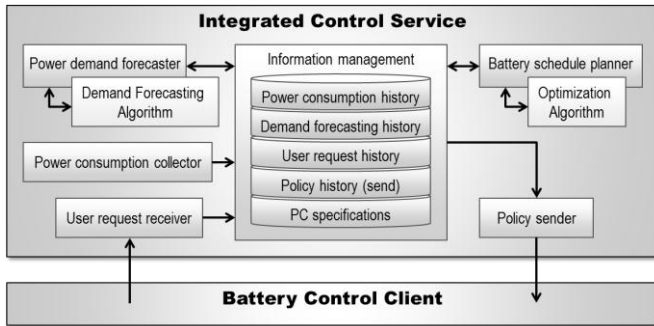 Integrated Control Service
Power demand forecaster
Demand Forecasting
Algorithm
Power consumption collector
User request receiver
Information management
Power consumption history
Demand forecasting history
User request history
Policy history (send)
PC specifications
Battery schedule planner
Optimization
Algorithm
Policy sender
Battery Control Client